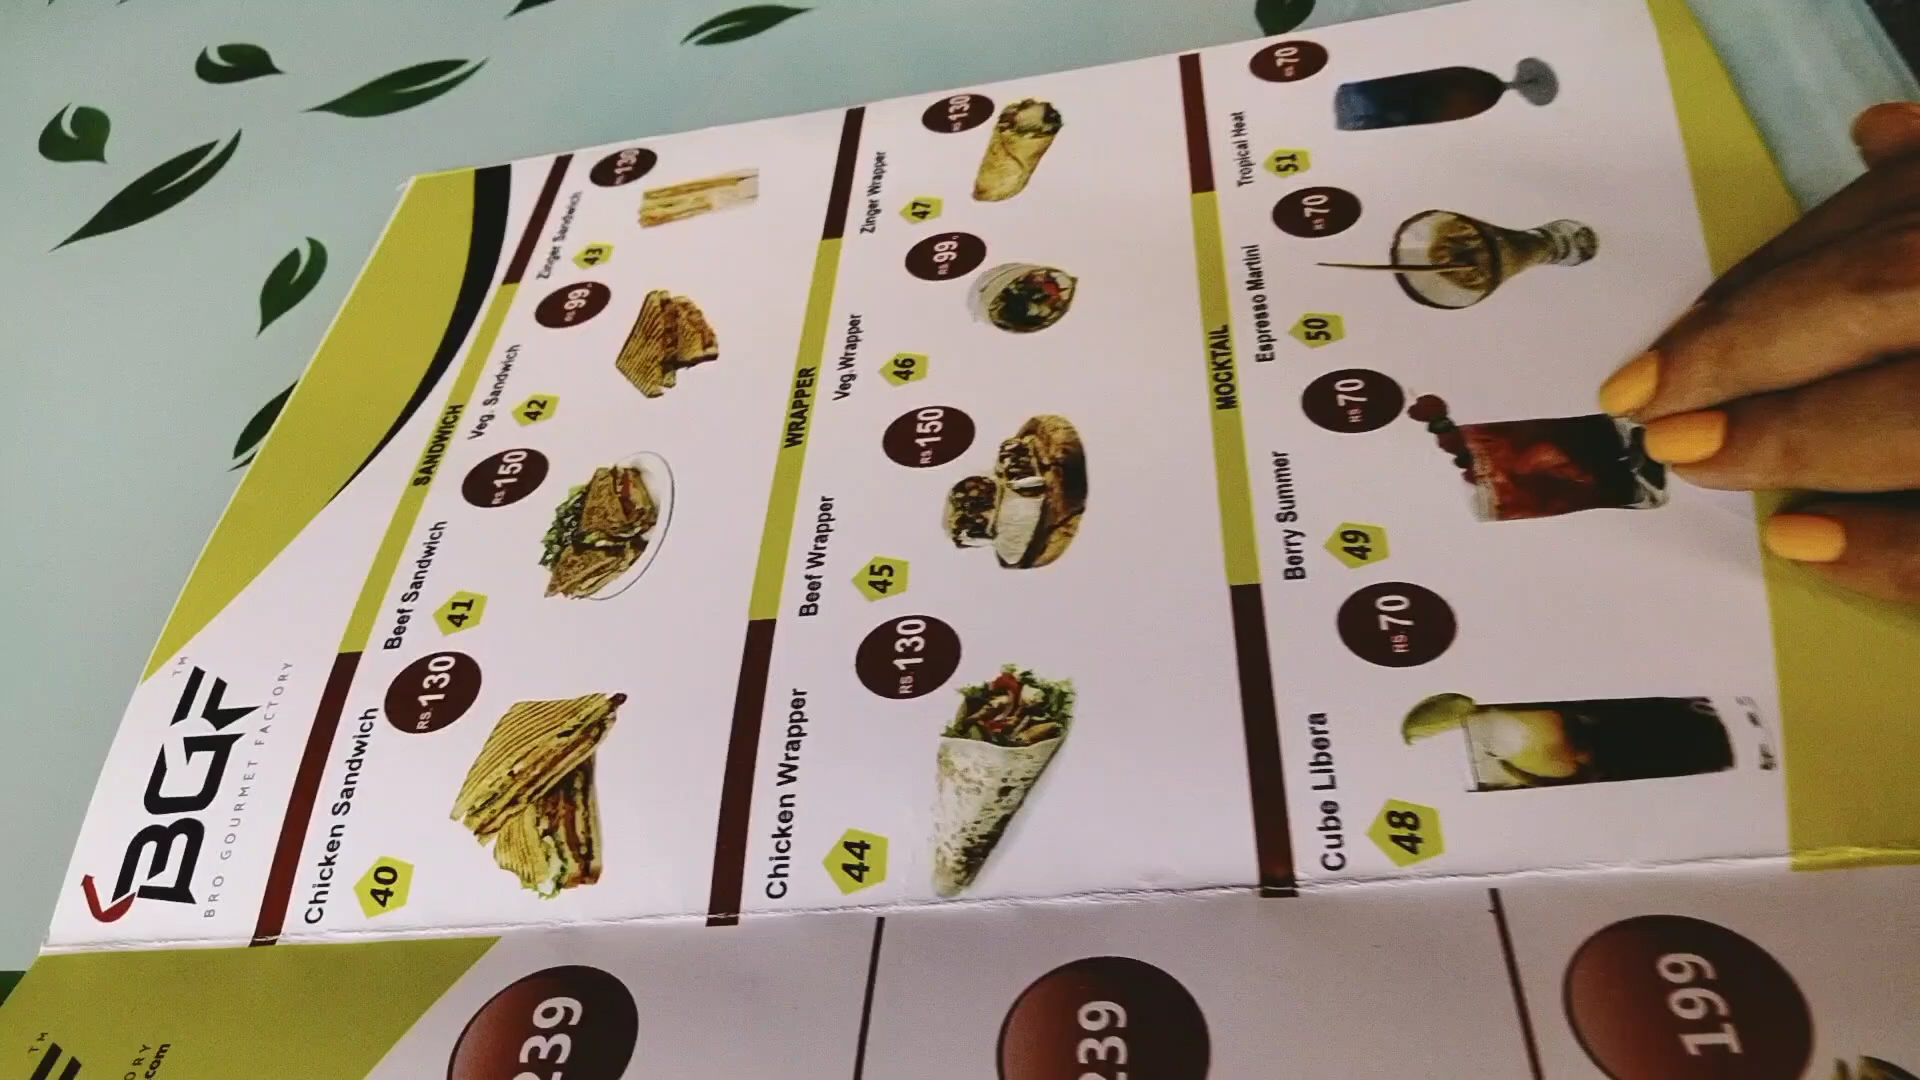 BGF TM
BRO GOURMET FACTORY
SANDWICH
Chicken Sandwich
Beef Sandwich
Veg. Sandwich
Zinger Sandwich
40
RS.130
41
RS.150
42
RS.99.
43
RS.130
WRAPPER
Chicken Wrapper
Beef Wrapper
Veg.Wrapper
Zinger Wrapper
44
RS.130
45
RS.150
46
RS.99.
47
RS.130
MOCKTAIL
Cube Libera
Berry Summer
Espresso Martini
Tropical Heat
48
RS.70
49
RS.70
50
RS.70
51
RS.70
TM
ORY
.com
239
239
199